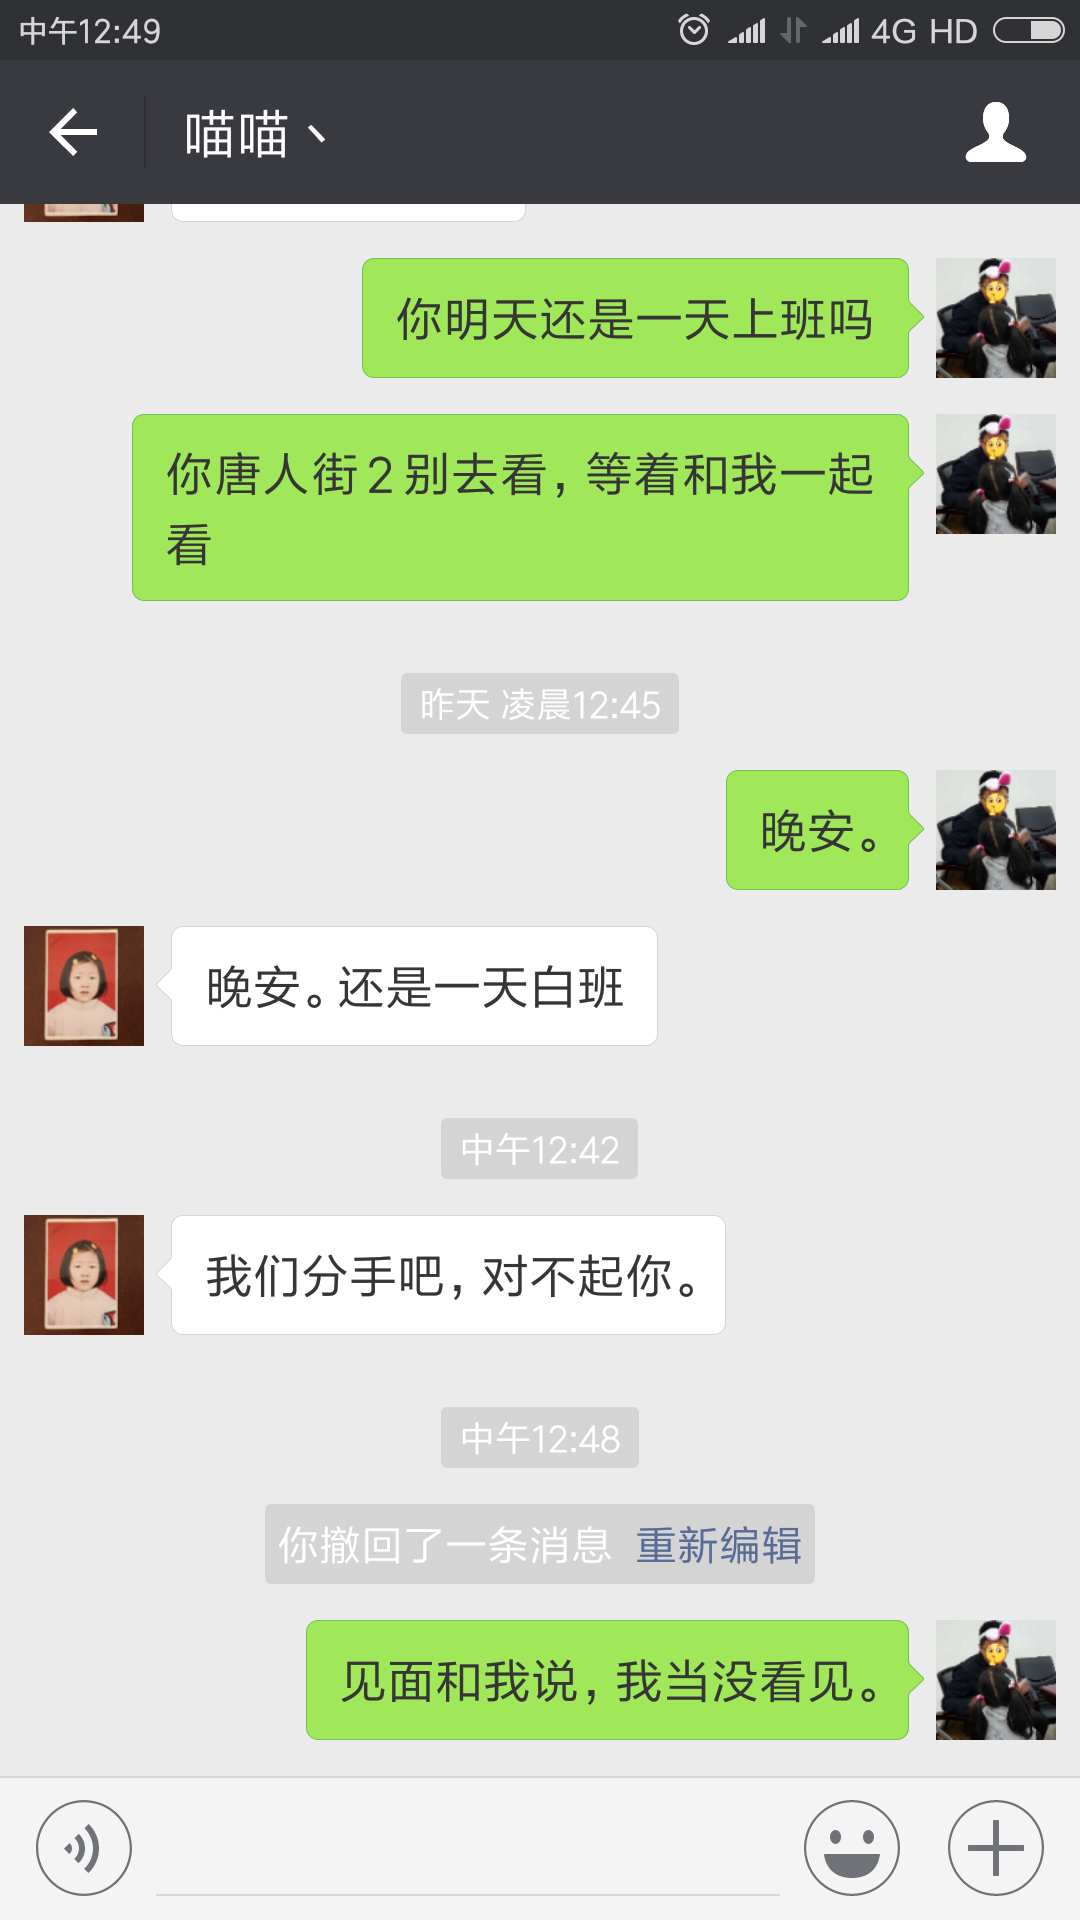 中午12:49
4G HD
喵喵丶
你明天还是一天上班吗
你唐人街2别去看，等着和我一起
看
昨天 凌晨12:45
晚安。
晚安。还是一天白班
中午12:42
我们分手吧，对不起你。
中午12:48
你撤回了一条消息 重新编辑
见面和我说，我当没看见。